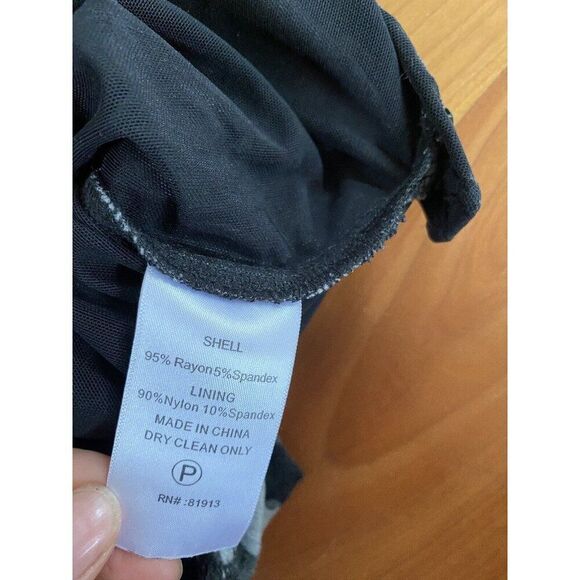 SHELL
95% Rayon5%Spandex
LINING
90%Nylon 10%Spandex
MADE IN CHINA
DRY CLEAN ONLY
P
RN# :81913